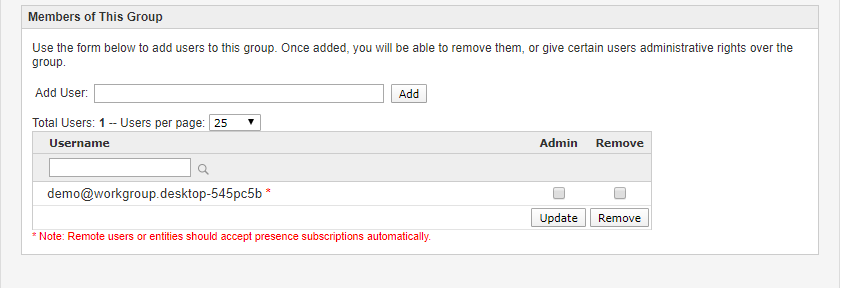 Members of This Group
Use the form below to add users to this group. Once added, you will be able to remove them, or give certain users administrative rights over the
group.
Add User: Add
Total Users: 1 -- Users per page: 25
Username Admin Remove
demo@workgroup.desktop-545pc5b *
Update Remove
* Note: Remote users or entities should accept presence subscriptions automatically.